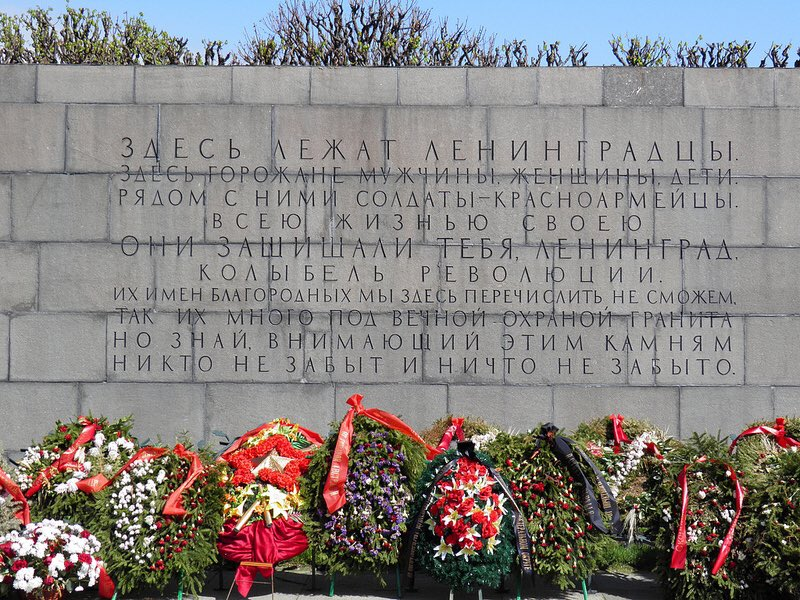 ЗДЕСЬ ЛЕЖАТ ЛЕНИНГРАДЦЫ.
ЗДЕСЬ ГОРОЖАНЕ МУЖЧИНЫ, ЖЕНЩИНЫ, ДЕТИ.
РЯДОМ С НИМИ СОЛДАТЫ-КРАСНОАРМЕЙЦЫ.
ВСЕЮ ЖИЗНЬЮ СВОЕЮ
ОНИ ЗАЩИЩАЛИ ТЕБЯ, ЛЕНИНГРАД,
КОЛЫБЕЛЬ РЕВОЛЮЦИИ.
ИХ ИМЕН БЛАГОРОДНЫХ МЫ ЗДЕСЬ ПЕРЕЧИСЛИТЬ НЕ СМОЖЕМ,
ТАК ИХ МНОГО ПОД ВЕЧНОЙ ОХРАНОЙ ГРАНИТА
НО ЗНАЙ, ВНИМАЮЩИЙ ЭТИМ КАМНЯМ
НИКТО НЕ ЗАБЫТ И НИЧТО НЕ ЗАБЫТО.